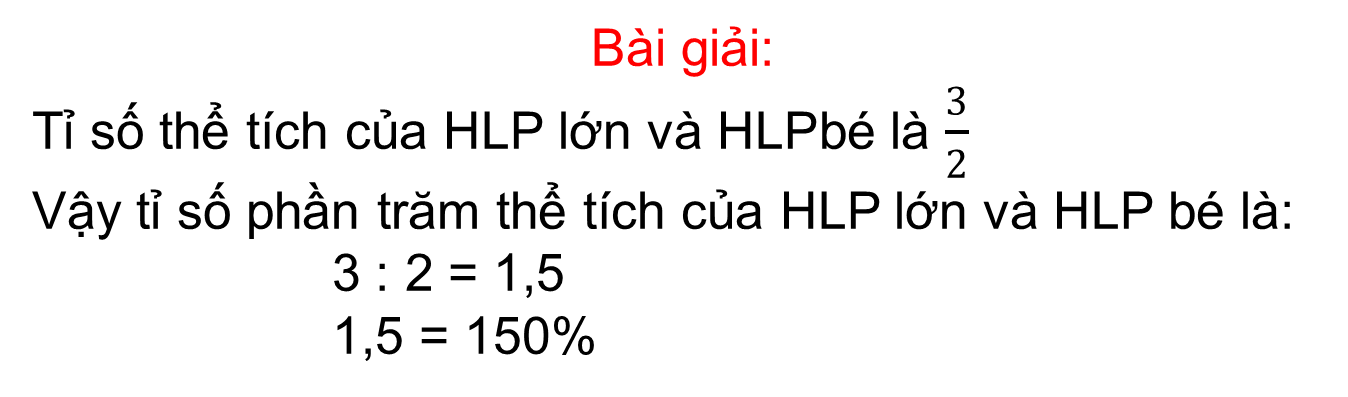 Bài giải:
Tỉ số thể tích của HLP lớn và HLPbé là 3/2
Vậy tỉ số phần trăm thể tích của HLP lớn và HLP bé là:
3 : 2 = 1,5
1,5 = 150%